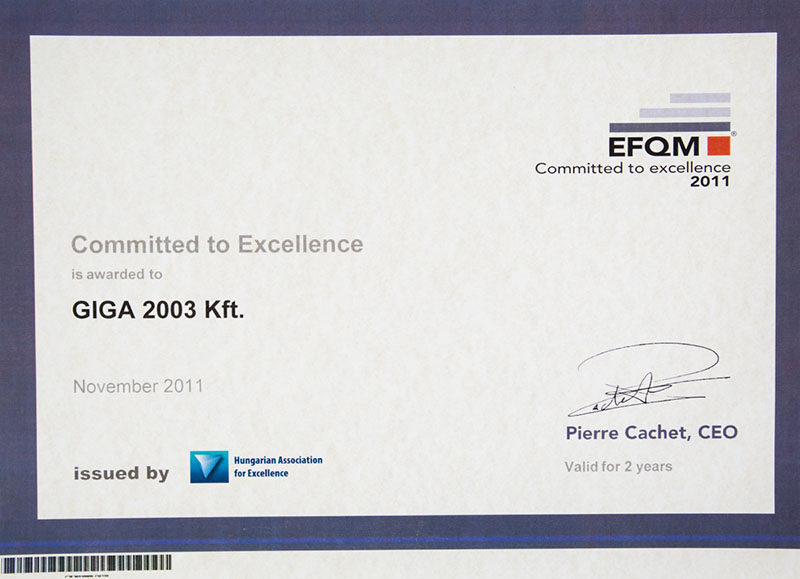 EFQM®
Committed to excellence
2011
Committed to Excellence
is awarded to
GIGA 2003 Kft.
November 2011
Pierre Cachet, CEO
Valid for 2 years
issued by
Hungarian Association
for Excellence